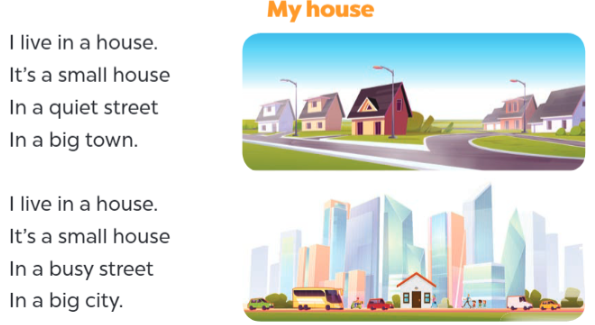 My house
I live in a house.
It's a small house
In a quiet street
In a big town.
I live in a house.
It's a small house
In a busy street
In a big city.